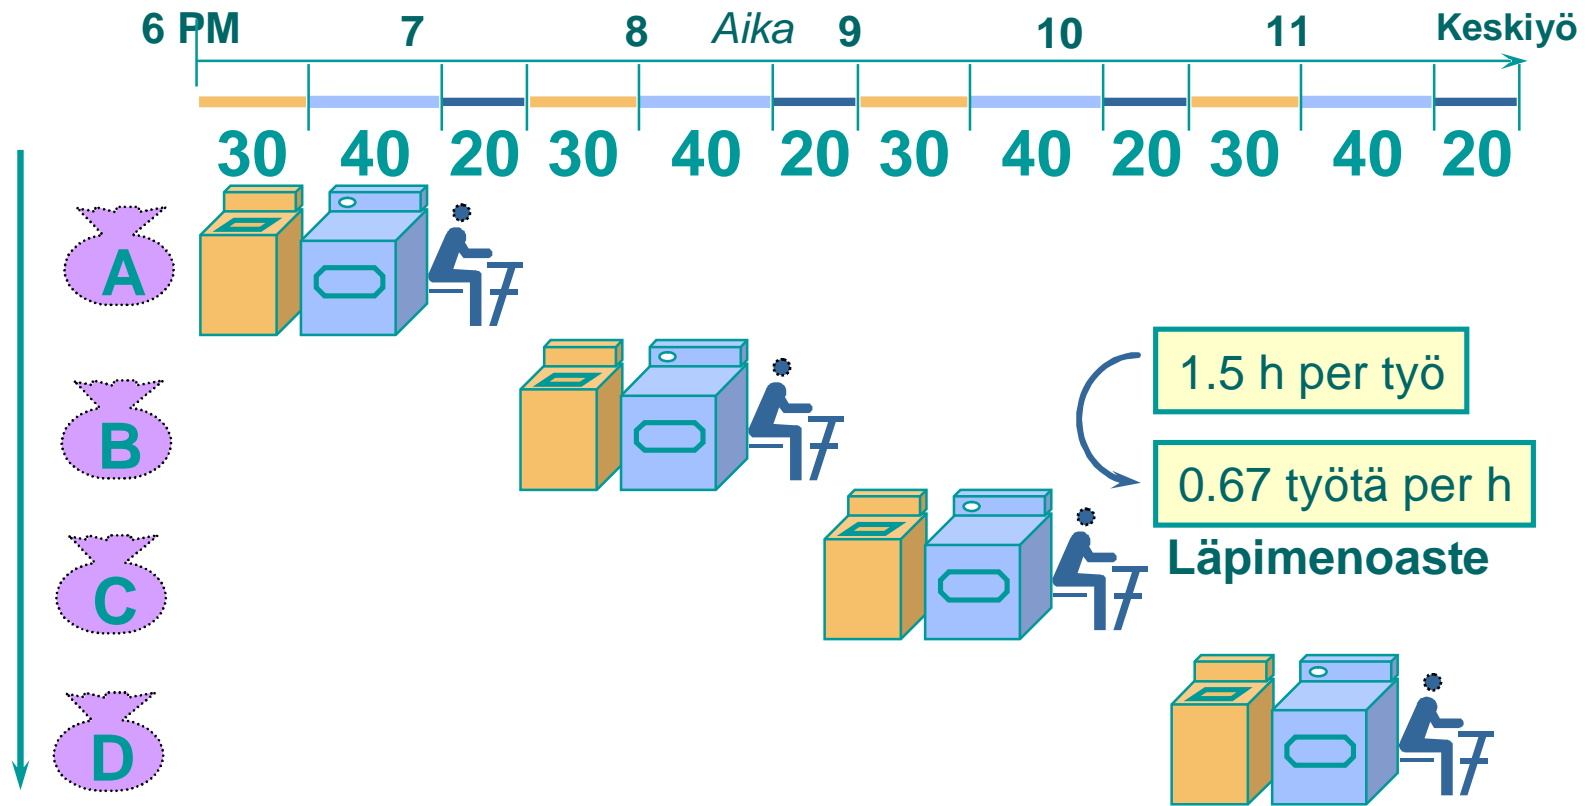 6 PM 7 8 Aika 9 10 11 Keskiyö
30 40 20 30 40 20 30 40 20 30 40 20
A
B
1.5 h per työ
0.67 työtä per h
Läpimenoaste
C
D